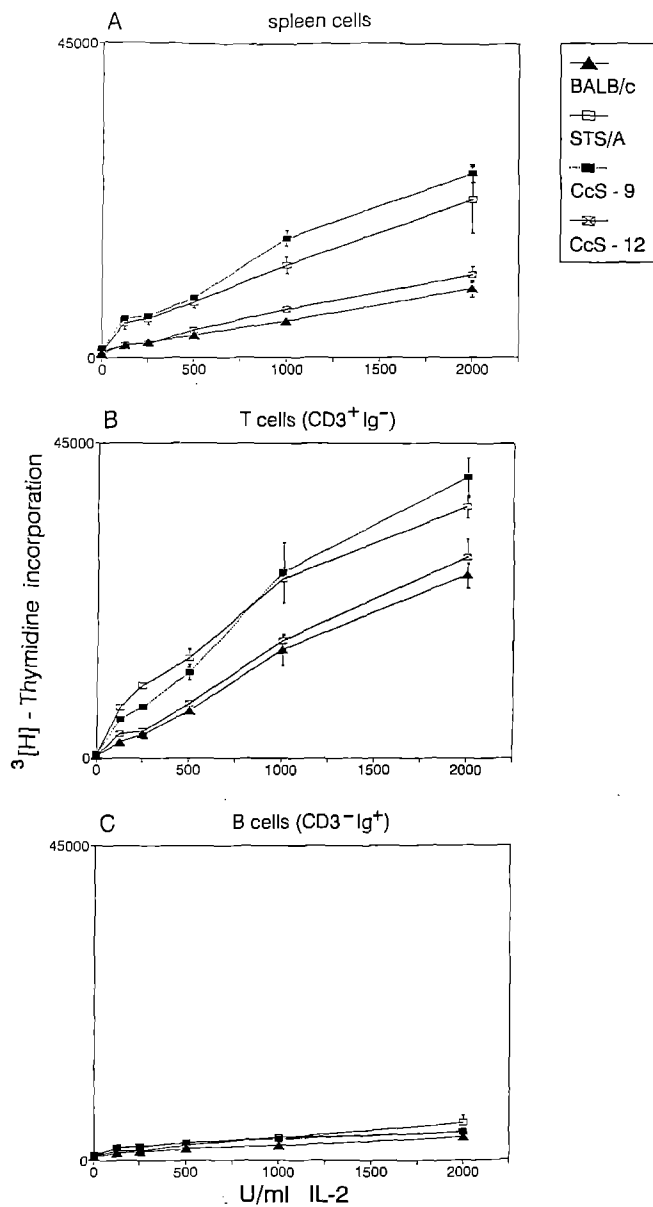 A
spleen cells
45000
0
0 500 1000 1500 2000
BALB/c
STS/A
CcS - 9
CcS - 12
B
T cells (CD3+ Ig-)
45000
0
0 500 1000 1500 2000
3[H] - Thymidine incorporation
C
B cells (CD3- Ig+)
45000
0
0 500 1000 1500 2000
U/ml IL-2